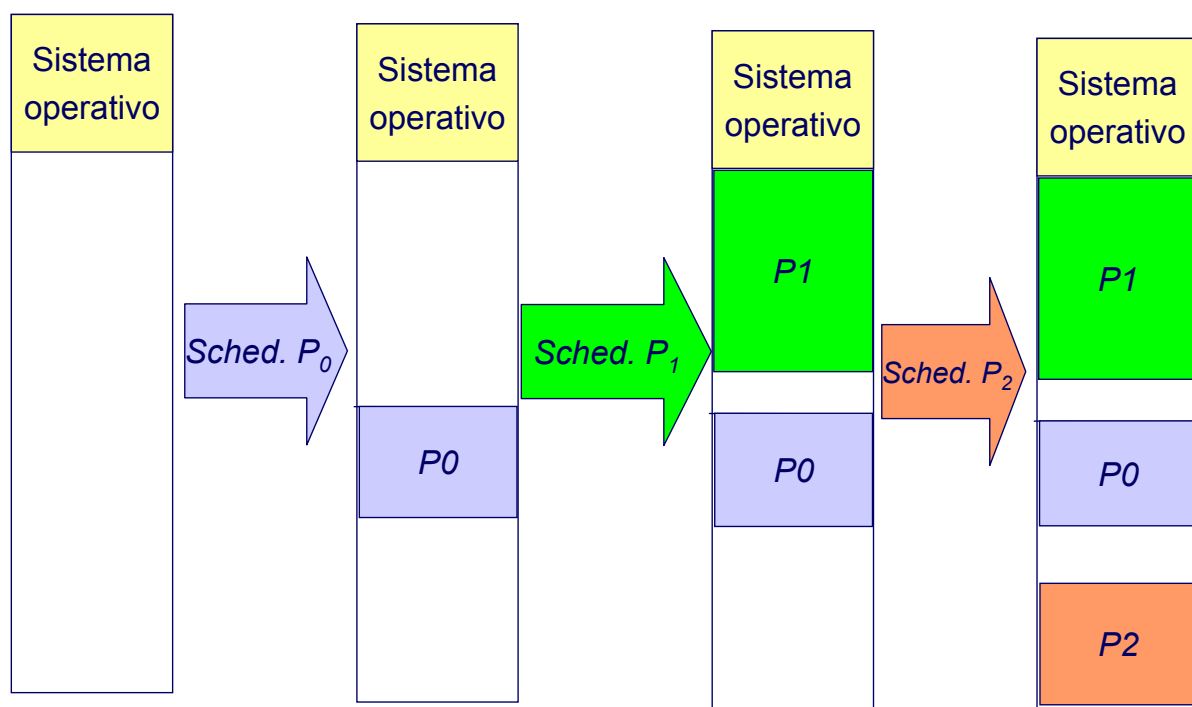 Sistema
operativo
Sched. P0
Sistema
operativo
P0
Sched. P1
Sistema
operativo
P1
P0
Sched. P2
Sistema
operativo
P1
P0
P2